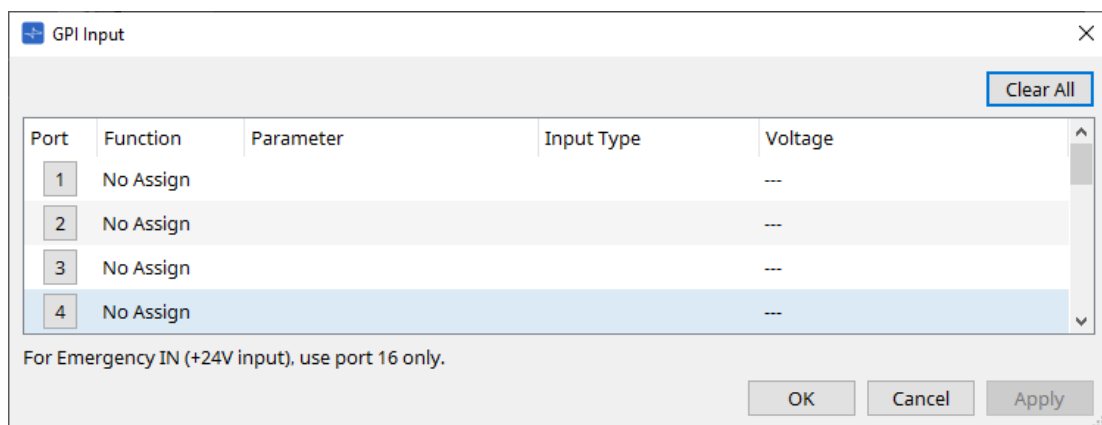 GPI Input
Clear All
Port Function Parameter Input Type Voltage
1 No Assign ---
2 No Assign ---
3 No Assign ---
4 No Assign ---
For Emergency IN (+24V input), use port 16 only.
OK Cancel Apply